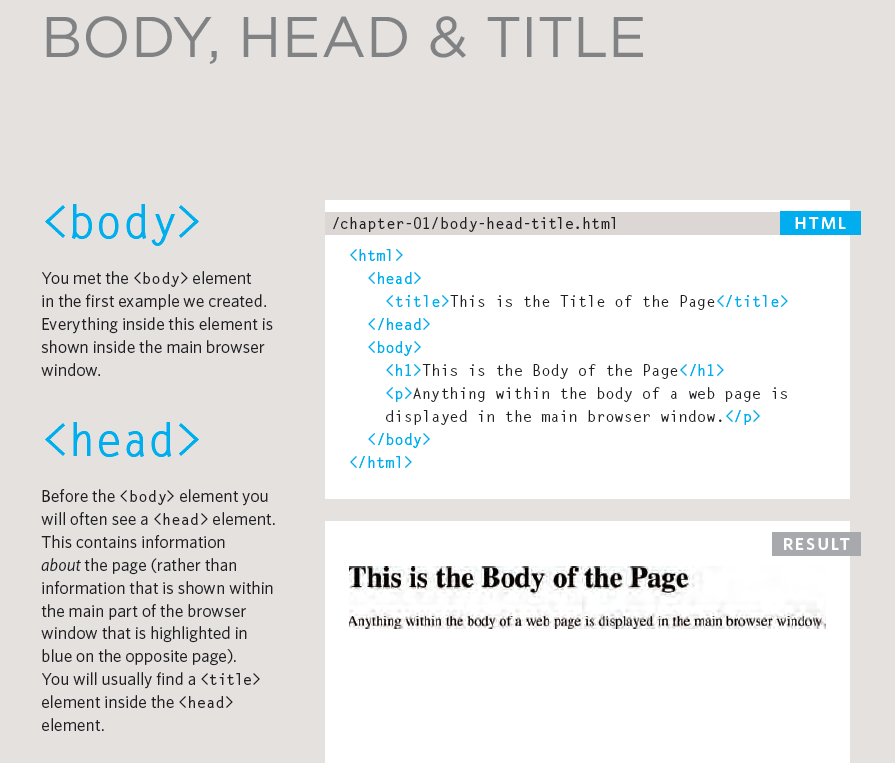 BODY, HEAD & TITLE
<body>
You met the <body> element
in the first example we created.
Everything inside this element is
shown inside the main browser
window.
<head>
Before the <body> element you
will often see a <head> element.
This contains information
about the page (rather than
information that is shown within
the main part of the browser
window that is highlighted in
blue on the opposite page).
You will usually find a <title>
element inside the <head>
element.
/chapter-01/body-head-title.html
HTML
<html>
<head>
<title>This is the Title of the Page</title>
</head>
<body>
<h1>This is the Body of the Page</h1>
<p>Anything within the body of a web page is
displayed in the main browser window.</p>
</body>
</html>
RESULT
This is the Body of the Page
Anything within the body of a web page is displayed in the main browser window.